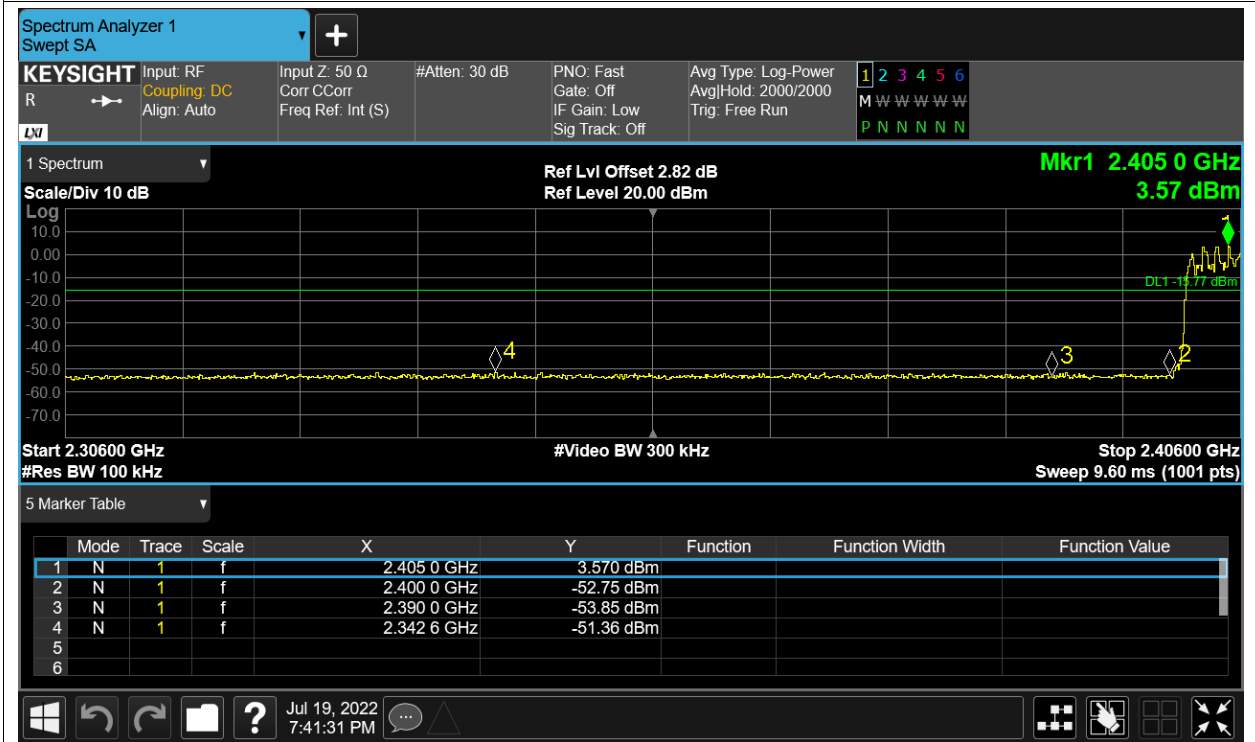 Spectrum Analyzer 1
Swept SA
KEYSIGHT Input: RF Input Z: 50 Ω #Atten: 30 dB PNO: Fast Avg Type: Log-Power 1 2 3 4 5 6
R Coupling: DC Corr CCorr Gate: Off Avg|Hold: 2000/2000 M W W W W W
Align: Auto Freq Ref: Int (S) IF Gain: Low Trig: Free Run
LXI Sig Track: Off P N N N N N
1 Spectrum Ref Lvl Offset 2.82 dB Mkr1 2.405 0 GHz
Scale/Div 10 dB Ref Level 20.00 dBm 3.57 dBm
Log
10.0
0.00
-10.0
DL1 -15.77 dBm
-20.0
-30.0
-40.0
4 3 2
-50.0
-60.0
-70.0
Start 2.30600 GHz #Video BW 300 kHz Stop 2.40600 GHz
#Res BW 100 kHz Sweep 9.60 ms (1001 pts)
5 Marker Table
Mode Trace Scale X Y Function Function Width Function Value
1 N 1 f 2.405 0 GHz 3.570 dBm
2 N 1 f 2.400 0 GHz -52.75 dBm
3 N 1 f 2.390 0 GHz -53.85 dBm
4 N 1 f 2.342 6 GHz -51.36 dBm
5
6
? Jul 19, 2022
7:41:31 PM